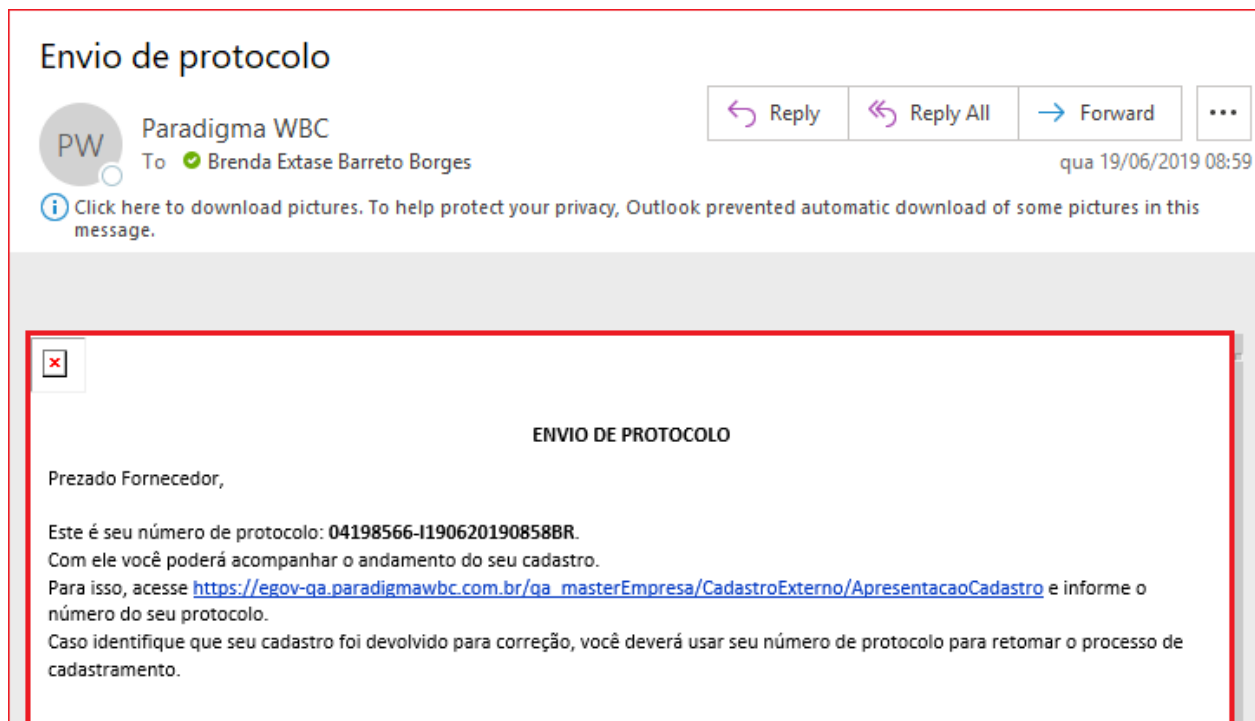 Envio de protocolo
Reply
Reply All
Forward
PW
Paradigma WBC
To Brenda Extase Barreto Borges
qua 19/06/2019 08:59
Click here to download pictures. To help protect your privacy, Outlook prevented automatic download of some pictures in this
message.
ENVIO DE PROTOCOLO
Prezado Fornecedor,
Este é seu número de protocolo: 04198566-I190620190858BR.
Com ele você poderá acompanhar o andamento do seu cadastro.
Para isso, acesse https://egov-qa.paradigmawbc.com.br/qa_masterEmpresa/CadastroExterno/ApresentacaoCadastro e informe o
número do seu protocolo.
Caso identifique que seu cadastro foi devolvido para correção, você deverá usar seu número de protocolo para retomar o processo de
cadastramento.